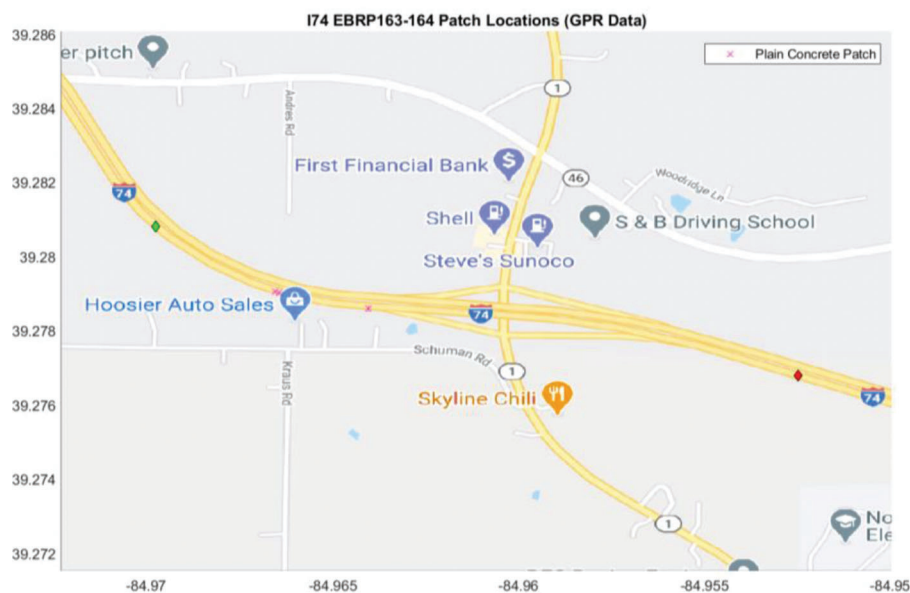 I74 EBRP163-164 Patch Locations (GPR Data)
39.286
39.284
39.282
39.28
39.278
39.276
39.274
39.272
er pitch
Plain Concrete Patch
1
Andres Rd
First Financial Bank
46
Woodridge Ln
74
Shell
S & B Driving School
Steve's Sunoco
Hoosier Auto Sales
74
Schuman Rd
1
Kraus Rd
Skyline Chili
74
1
No
Ele
-84.97
-84.965
-84.96
-84.955
-84.95